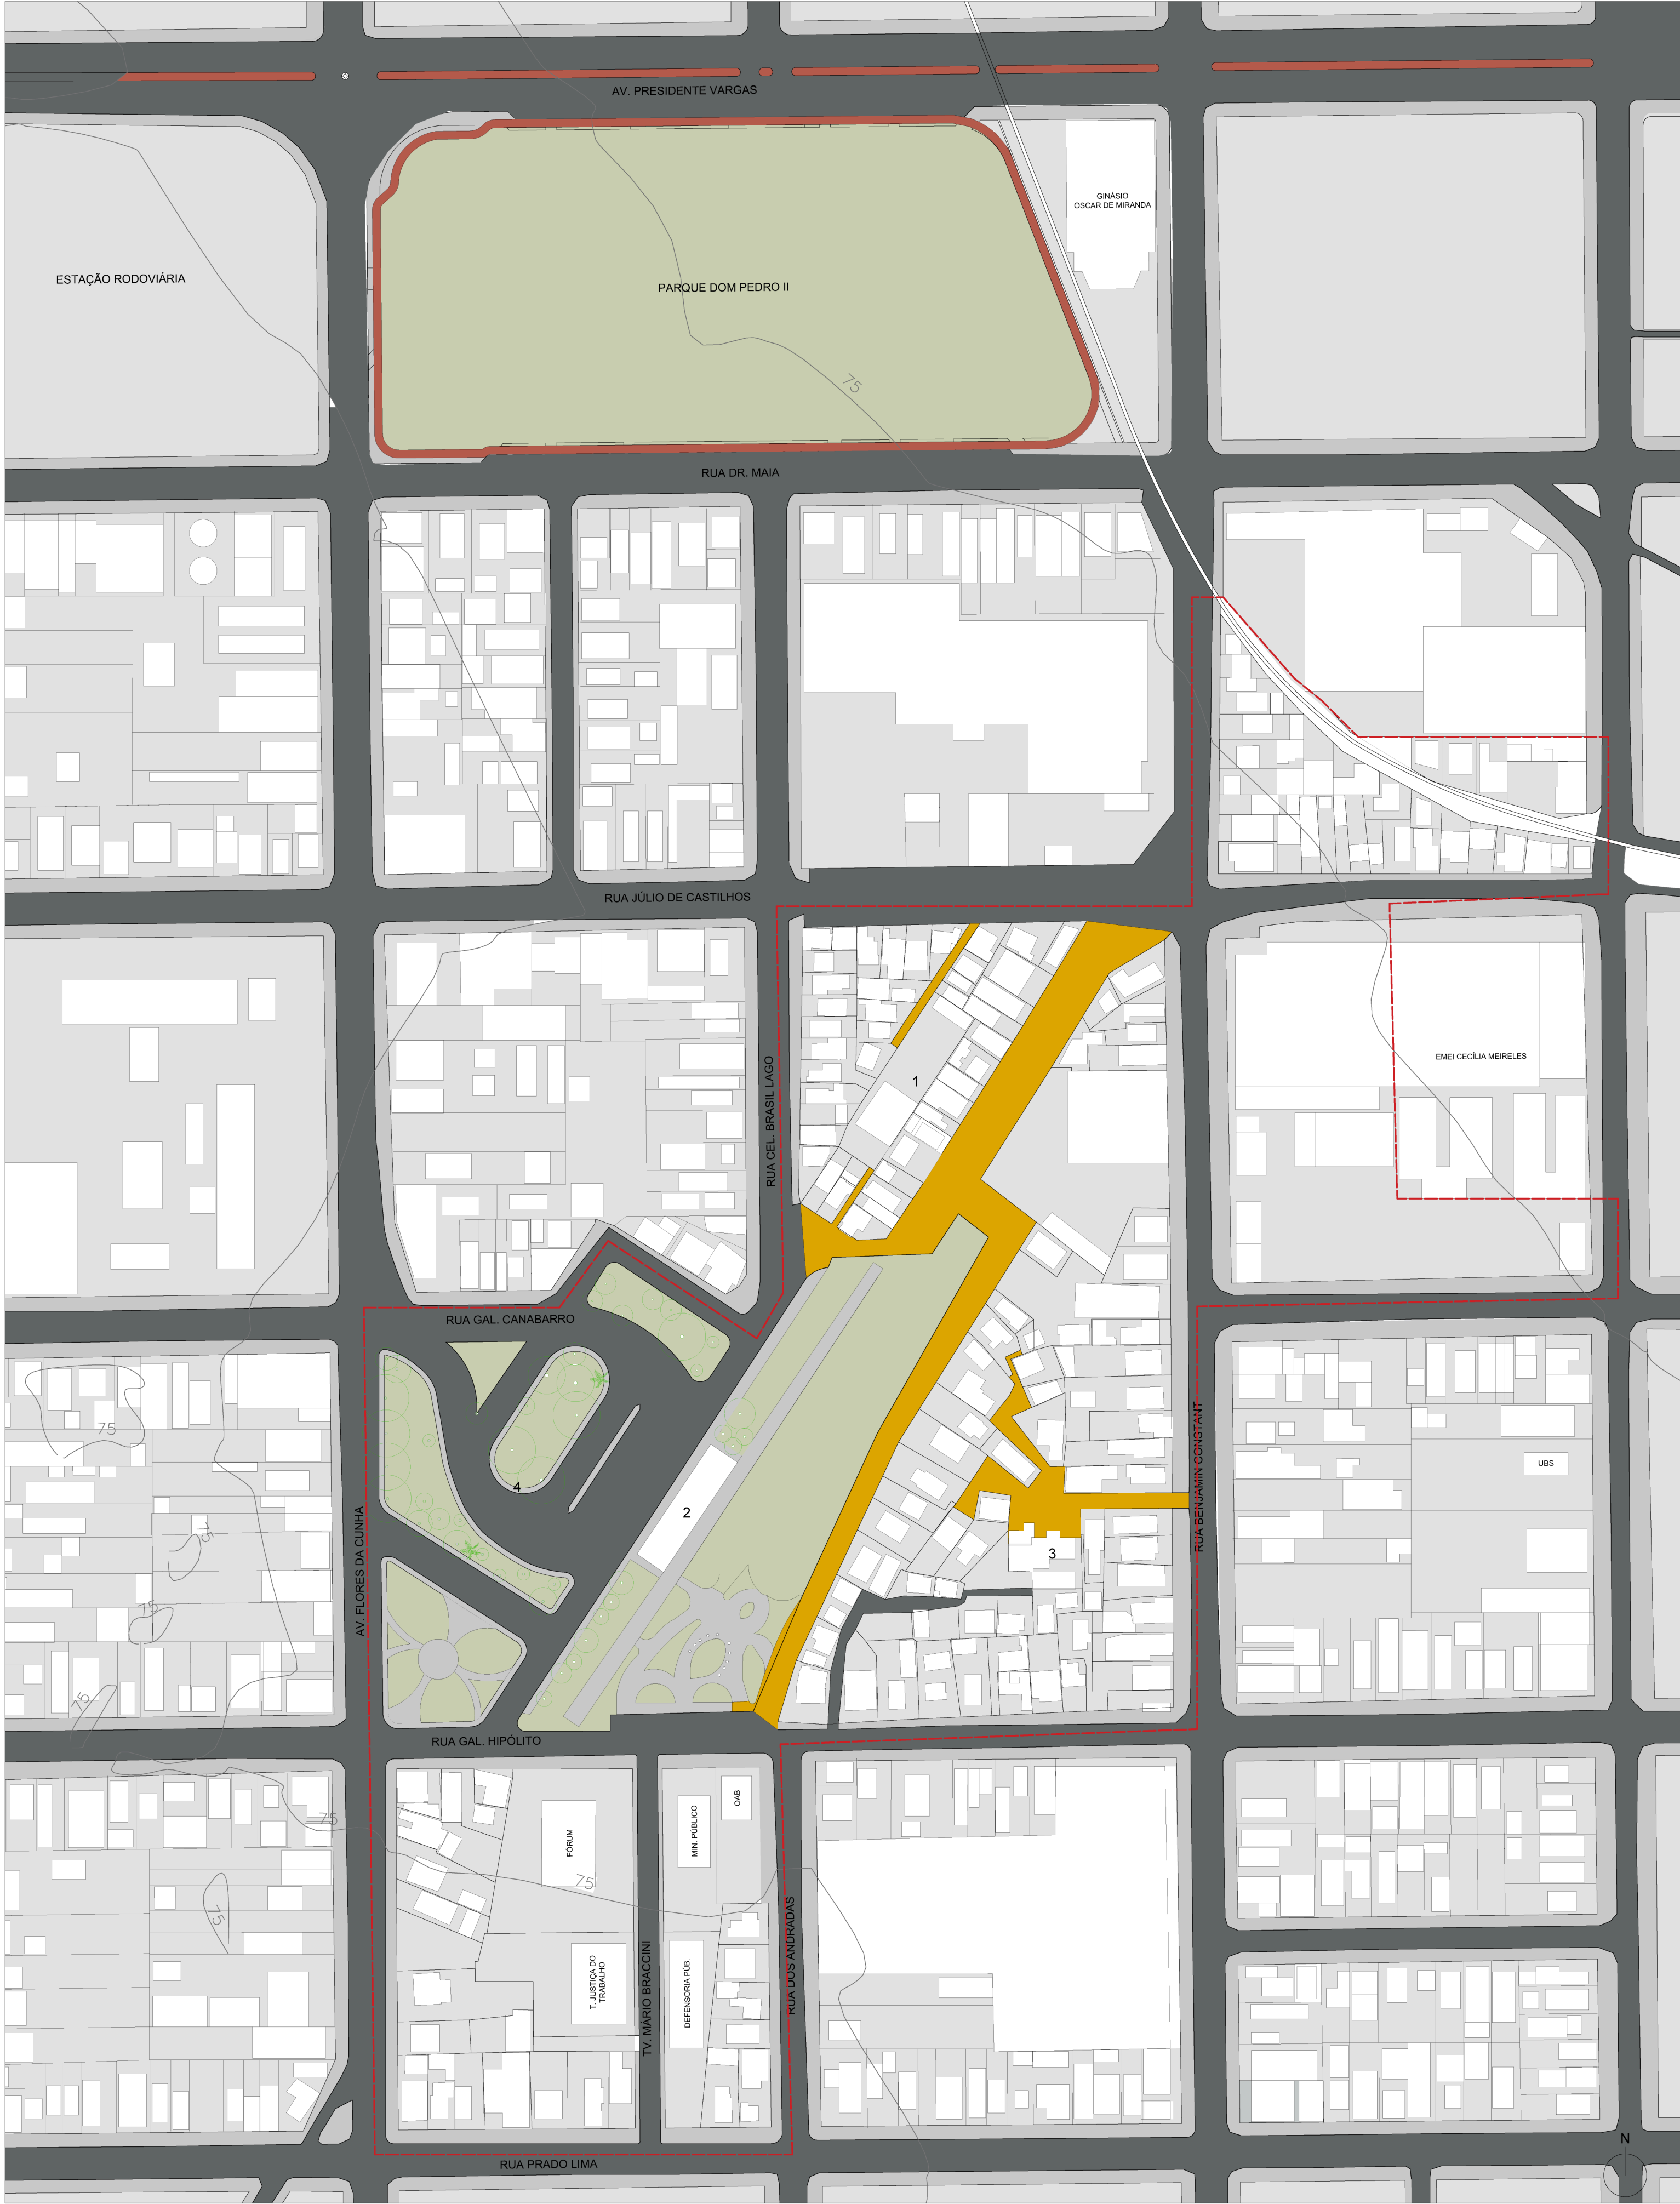 AV. PRESIDENTE VARGAS
GINÁSIO
OSCAR DE MIRANDA
ESTAÇÃO RODOVIÁRIA
PARQUE DOM PEDRO II
75
RUA DR. MAIA
RUA JÚLIO DE CASTILHOS
RUA CEL. BRASIL LAGO
1
EMEI CECÍLIA MEIRELES
RUA GAL. CANABARRO
75
4
2
3
UBS
RUA BENJAMIN CONSTANT
AV. FLORES DA CUNHA
75
75
75
RUA GAL. HIPÓLITO
75
FÓRUM
MIN. PÚBLICO
OAB
75
75
T. JUSTIÇA DO
TRABALHO
TV. MÁRIO BRACCINI
DEFENSORIA PÚB.
RUA DOS ANDRADAS
RUA PRADO LIMA
N